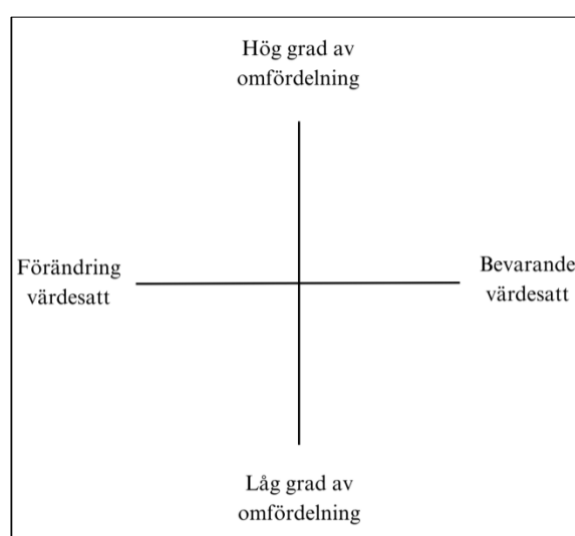 Hög grad av
omfördelning
Förändring
värdesatt
Bevarande
värdesatt
Låg grad av
omfördelning